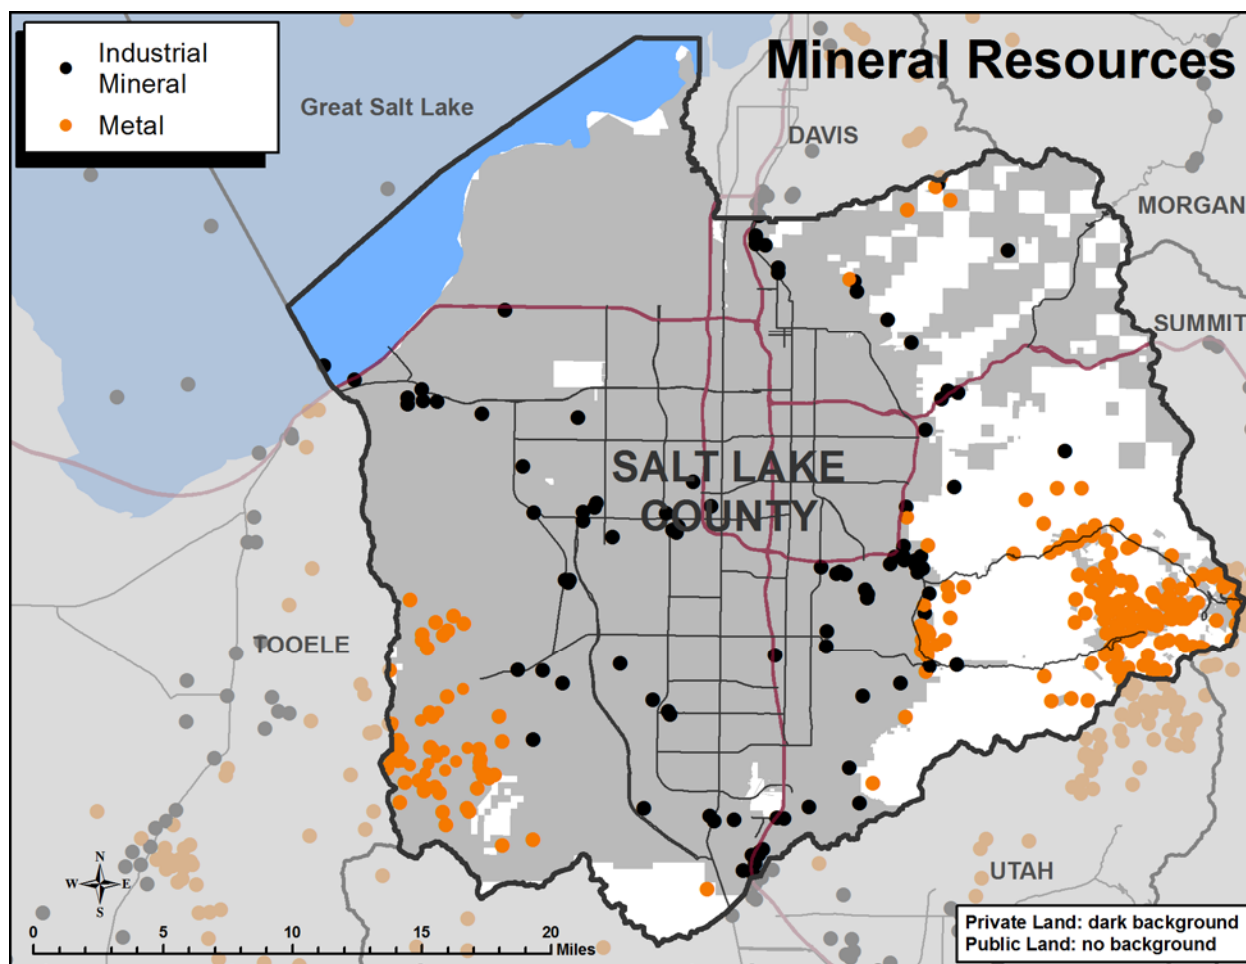 Mineral Resources
Industrial
Mineral
Metal
Great Salt Lake
DAVIS
MORGAN
SUMMIT
SALT LAKE
COUNTY
TOOELE
UTAH
N
W E
S
0 5 10 15 20
Miles
Private Land: dark background
Public Land: no background